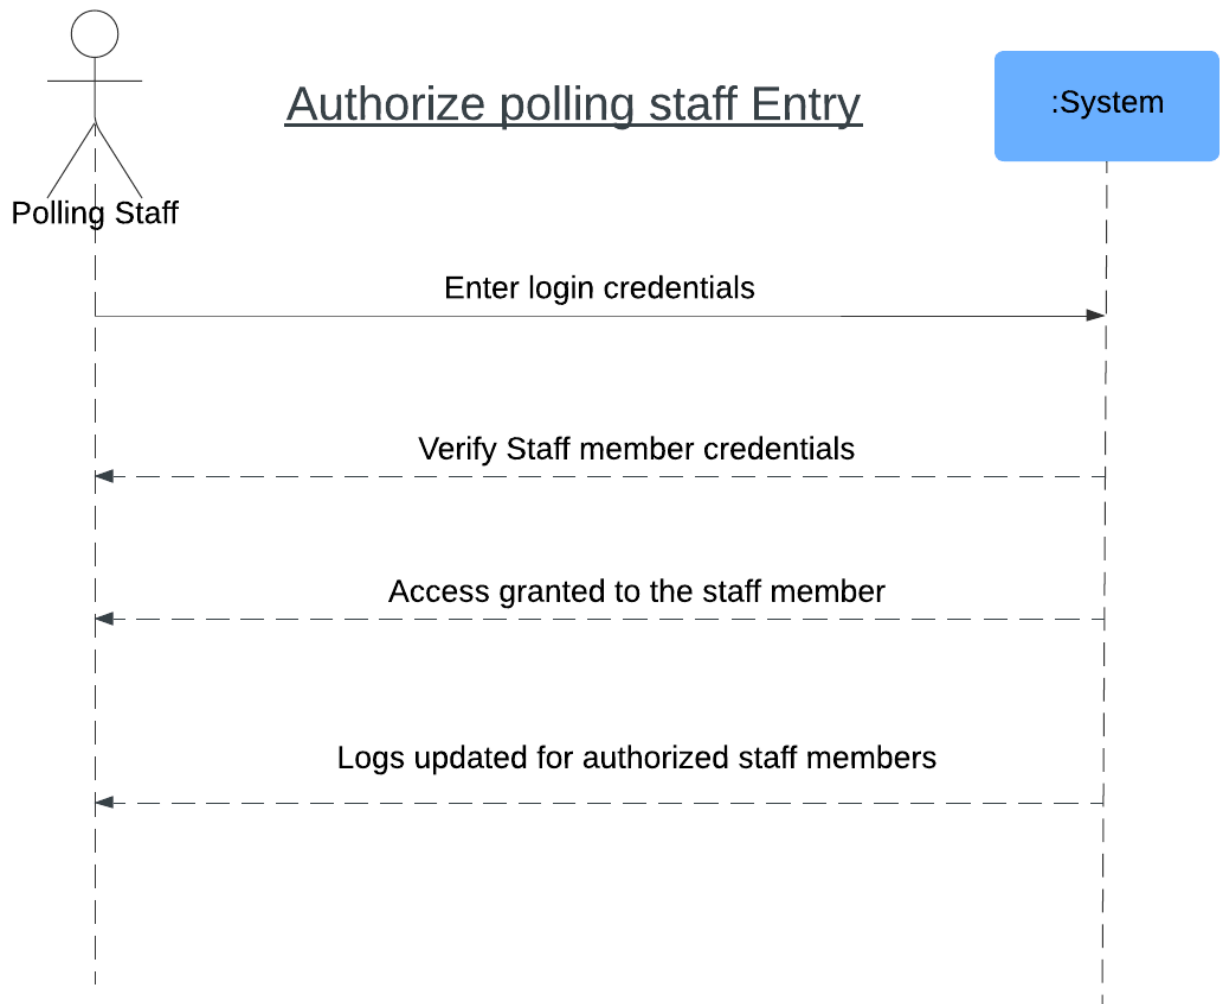 Authorize polling staff Entry
:System
Polling Staff
Enter login credentials
Verify Staff member credentials
Access granted to the staff member
Logs updated for authorized staff members